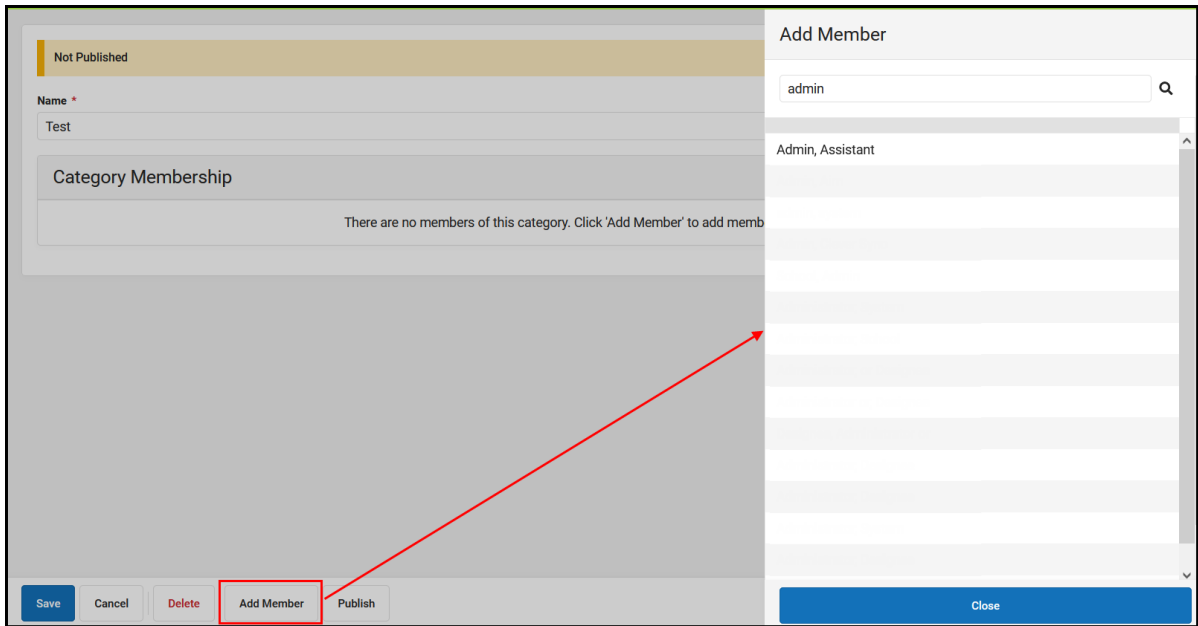 Not Published
Name *
Test
Category Membership
There are no members of this category. Click 'Add Member' to add memb
Save
Cancel
Delete
Add Member
Publish
Add Member
admin
Admin, Assistant
Close